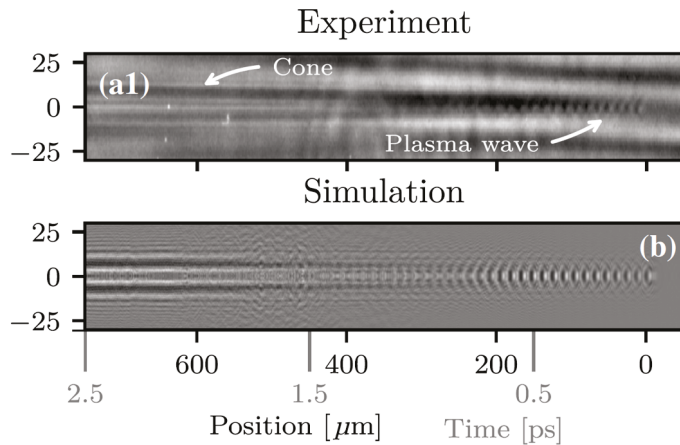 Experiment
25
(a1)
Cone
0
Plasma wave
−25
Simulation
25
(b)
0
−25
600 400 200 0
2.5 1.5 0.5
Position [μm] Time [ps]